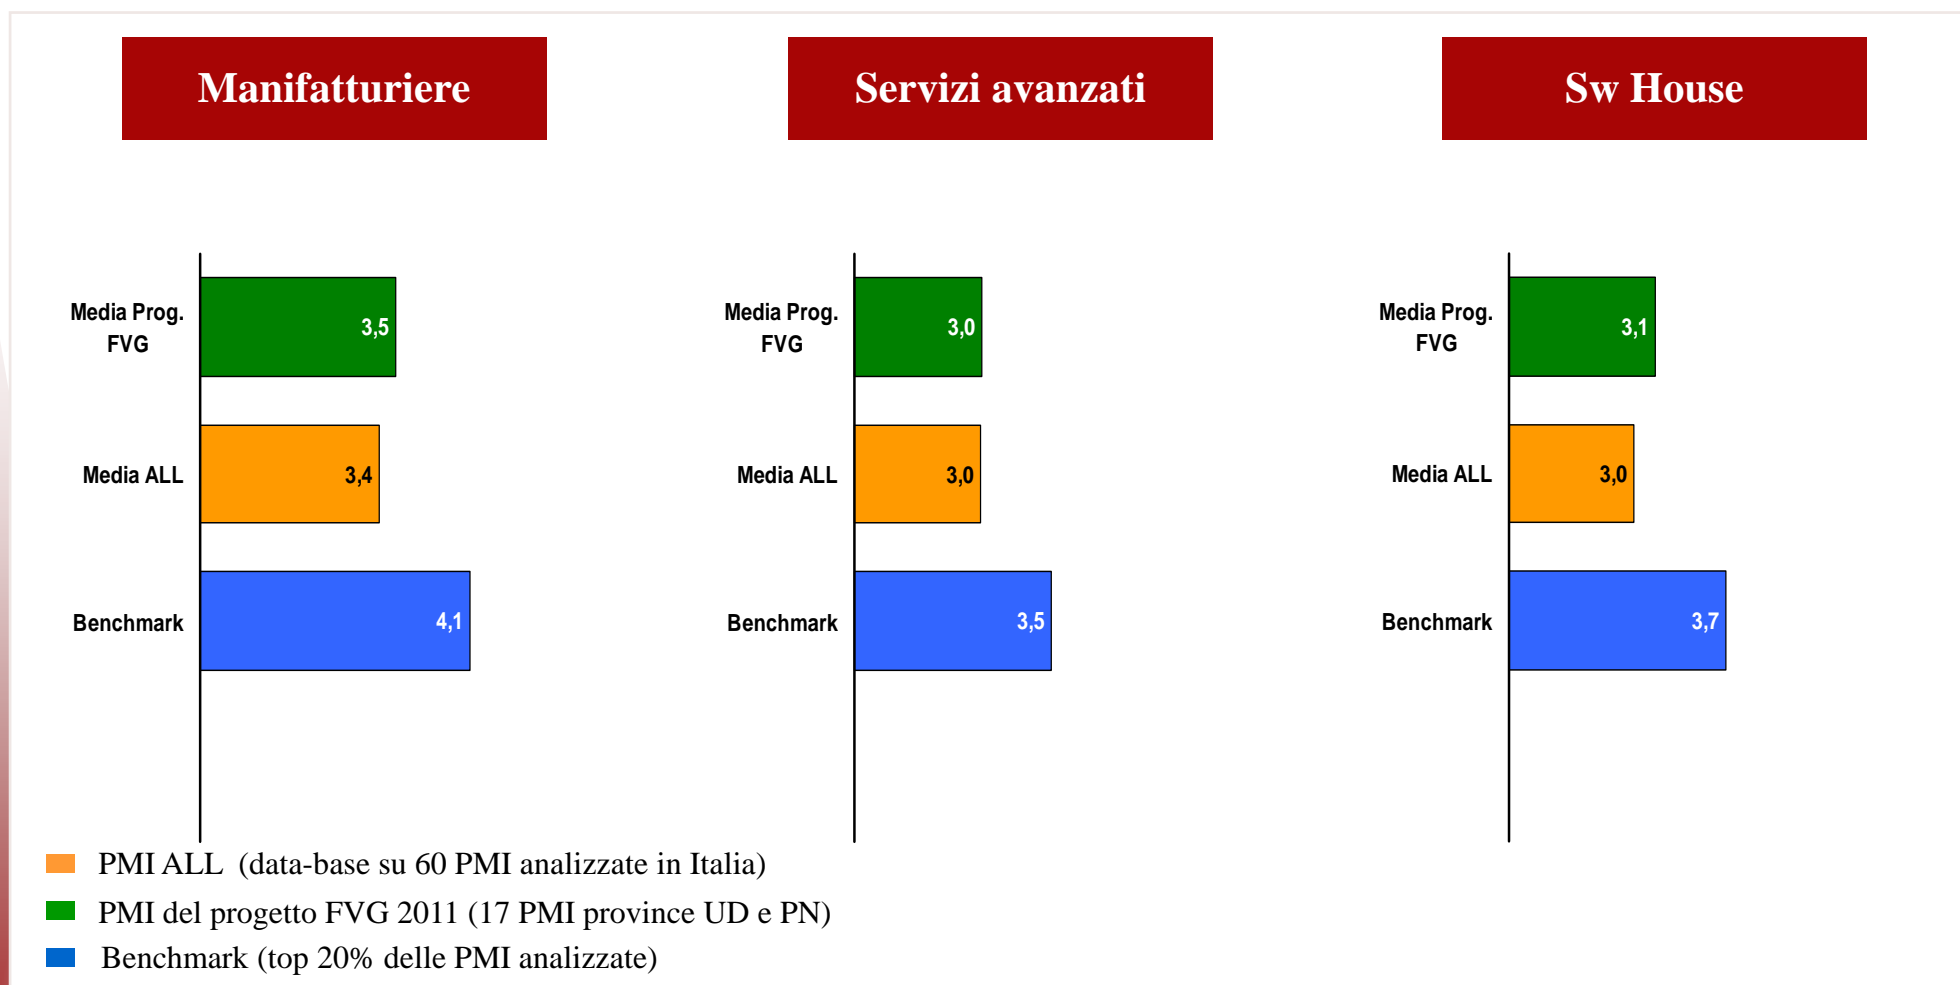 Manifatturiere
Media Prog.
FVG
3,5
Media ALL
3,4
Benchmark
4,1
Servizi avanzati
Media Prog.
FVG
3,0
Media ALL
3,0
Benchmark
3,5
Sw House
Media Prog.
FVG
3,1
Media ALL
3,0
Benchmark
3,7
PMI ALL (data-base su 60 PMI analizzate in Italia)
PMI del progetto FVG 2011 (17 PMI province UD e PN)
Benchmark (top 20% delle PMI analizzate)